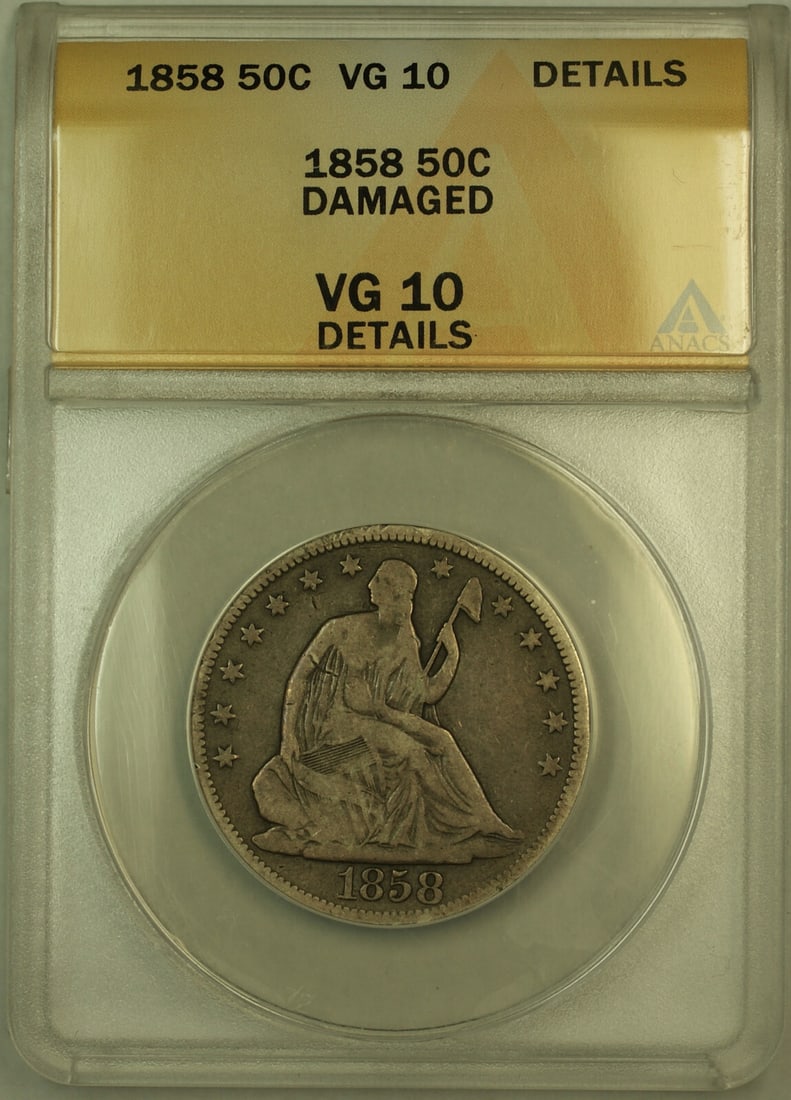 1858 50C VG 10 DETAILS
1858 50C
DAMAGED
VG 10
DETAILS
ANACS
1858